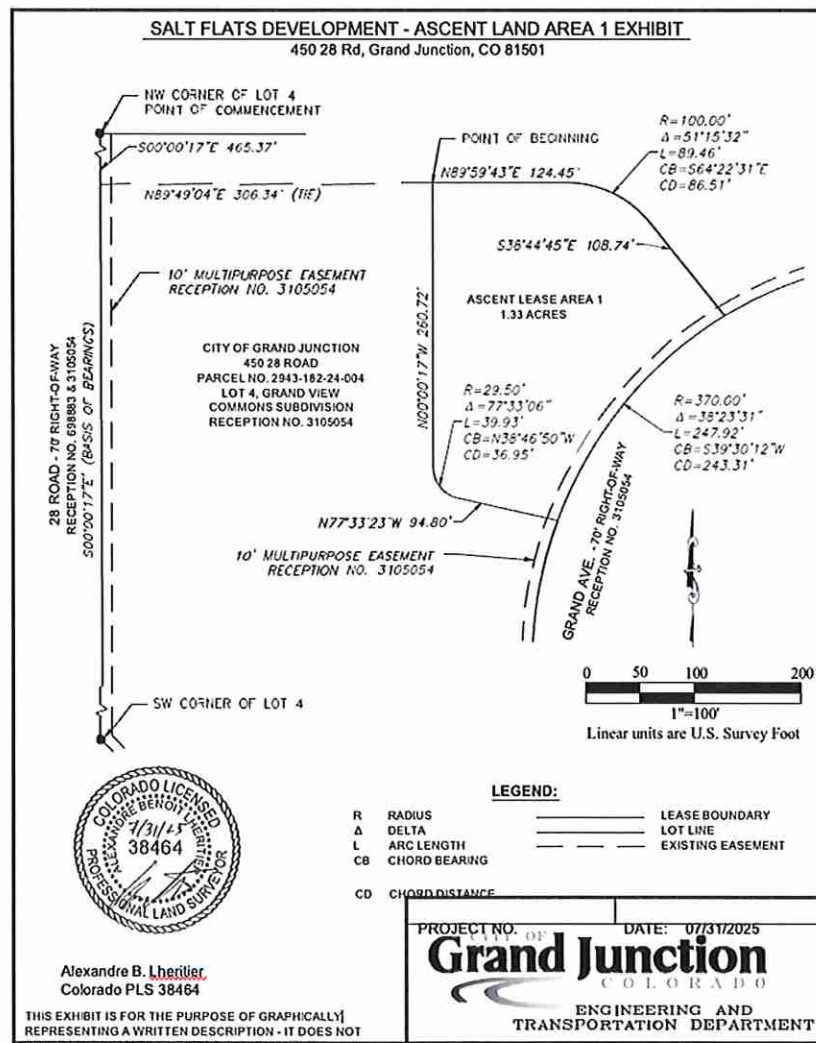 SALT FLATS DEVELOPMENT - ASCENT LAND AREA 1 EXHIBIT
450 28 Rd, Grand Junction, CO 81501
NW CORNER OF LOT 4
POINT OF COMMENCEMENT
S00°00'17"E 465.37'
N89°49'04"E 306.34' (TIE)
POINT OF BEGINNING
N89°59'43"E 124.45'
R=100.00'
Δ=51°15'32"
L=89.46'
CB=S64°22'31"E
CD=86.51'
S38°44'45"E 108.74'
10' MULTIPURPOSE EASEMENT
RECEPTION NO. 3105054
ASCENT LEASE AREA 1
1.33 ACRES
28 ROAD - 70' RIGHT-OF-WAY
RECEPTION NO. 698883 & 3105054
S00°00'17"E (BASIS OF BEARINGS)
CITY OF GRAND JUNCTION
450 28 ROAD
PARCEL NO. 2943-182-24-004
LOT 4, GRAND VIEW
COMMONS SUBDIVISION
RECEPTION NO. 3105054
N00°00'17"W 260.72'
R=29.50'
Δ=77°33'06"
L=39.93'
CB=N38°46'50"W
CD=36.95'
R=370.00'
Δ=38°23'31"
L=247.92'
CB=S39°30'12"W
CD=243.31'
N77°33'23"W 94.80'
10' MULTIPURPOSE EASEMENT
RECEPTION NO. 3105054
GRAND AVE. - 70' RIGHT-OF-WAY
RECEPTION NO. 3105054
SW CORNER OF LOT 4
0 50 100 200
1"=100'
Linear units are U.S. Survey Foot
COLORADO LICENSED
ALEXANDRE BENOIT LHERITIER
7/31/25
38464
PROFESSIONAL LAND SURVEYOR
LEGEND:
R RADIUS
Δ DELTA
L ARC LENGTH
CB CHORD BEARING
CD CHORD DISTANCE
LEASE BOUNDARY
LOT LINE
EXISTING EASEMENT
Alexandre B. Lheritier
Colorado PLS 38464
THIS EXHIBIT IS FOR THE PURPOSE OF GRAPHICALLY
REPRESENTING A WRITTEN DESCRIPTION - IT DOES NOT
PROJECT NO. DATE: 07/31/2025
CITY OF
Grand Junction
COLORADO
ENGINEERING AND
TRANSPORTATION DEPARTMENT